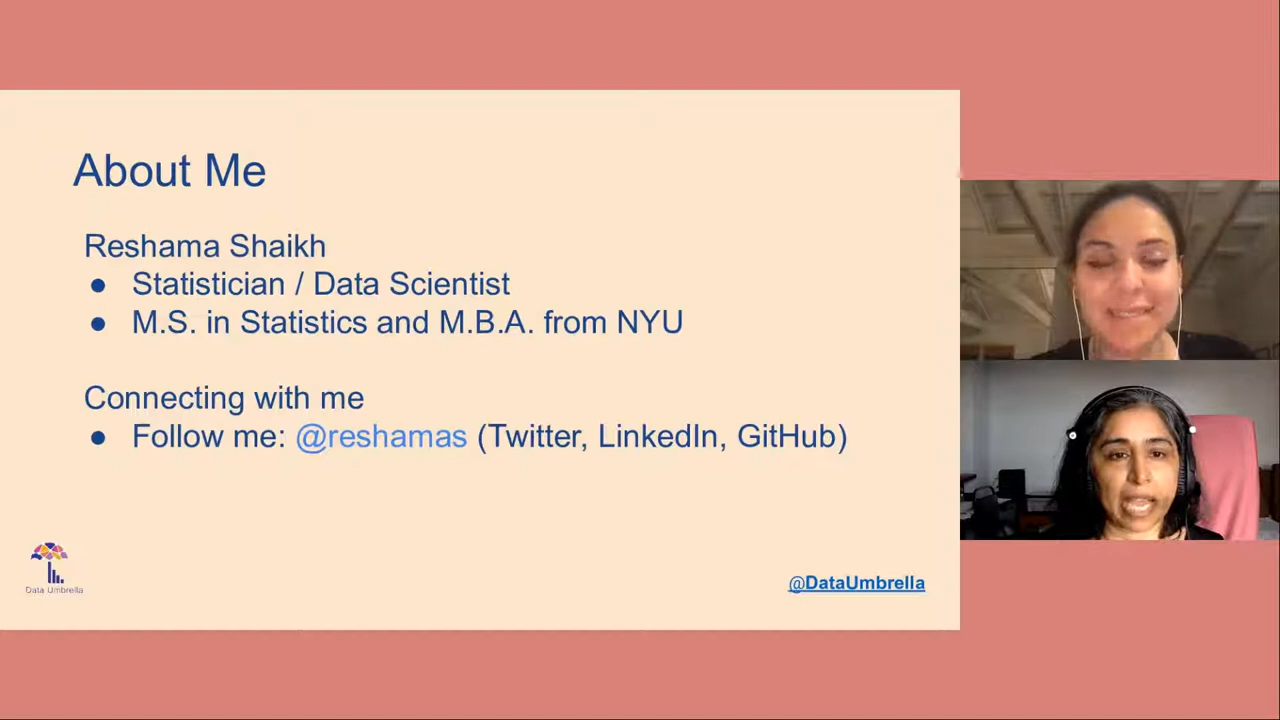 About Me
Reshama Shaikh
● Statistician / Data Scientist
● M.S. in Statistics and M.B.A. from NYU
Connecting with me
● Follow me: @reshamas (Twitter, LinkedIn, GitHub)
Data Umbrella
@DataUmbrella